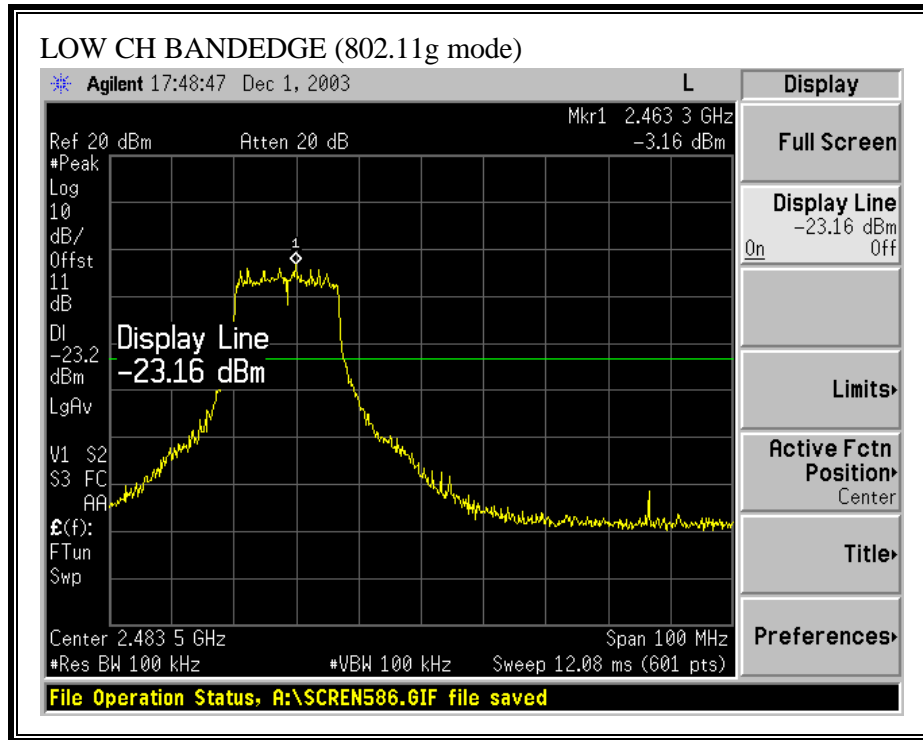 LOW CH BANDEDGE (802.11g mode)
Agilent 17:48:47 Dec 1, 2003 L
Mkr1 2.463 3 GHz
Ref 20 dBm Atten 20 dB -3.16 dBm
#Peak
Log
10
dB/
Offst
11
dB
DI
-23.2
dBm
LgAv
V1 S2
S3 FC
AA
£(f):
FTun
Swp
1
Display Line
-23.16 dBm
Center 2.483 5 GHz Span 100 MHz
#Res BW 100 kHz #VBW 100 kHz Sweep 12.08 ms (601 pts)
File Operation Status, A:\SCREN586.GIF file saved
Display
Full Screen
Display Line
-23.16 dBm
On Off
Limits
Active Fctn
Position
Center
Title
Preferences